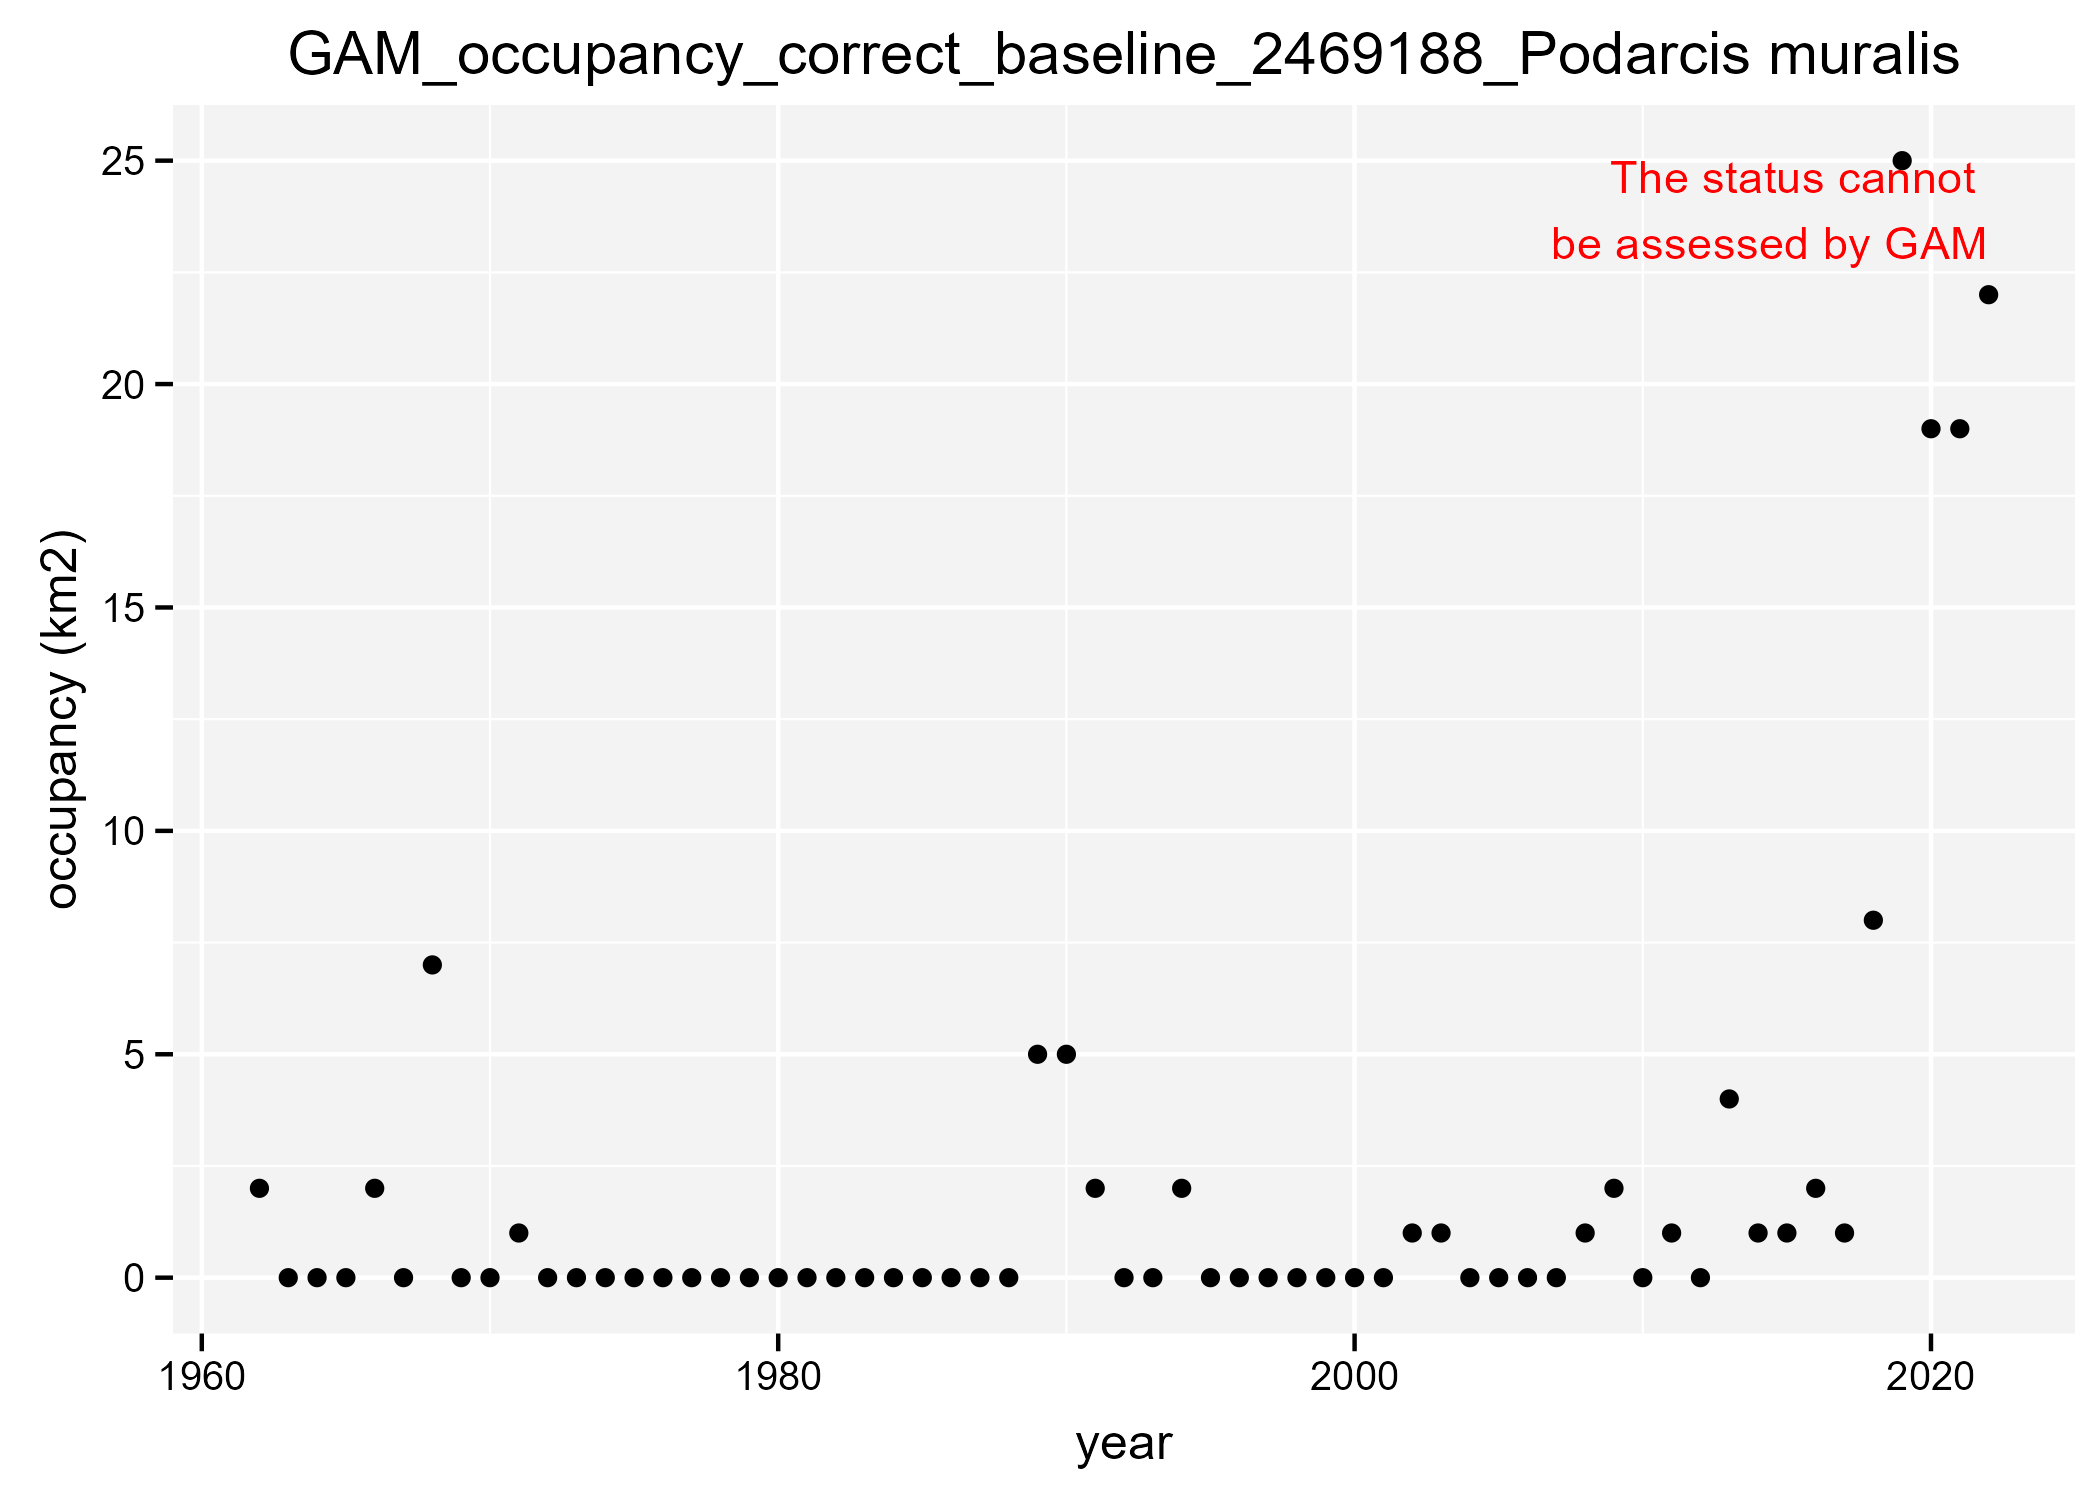 GAM_occupancy_correct_baseline_2469188_Podarcis muralis
25
The status cannot
be assessed by GAM
20
15
10
5
0
occupancy (km2)
1960
1980
2000
2020
year